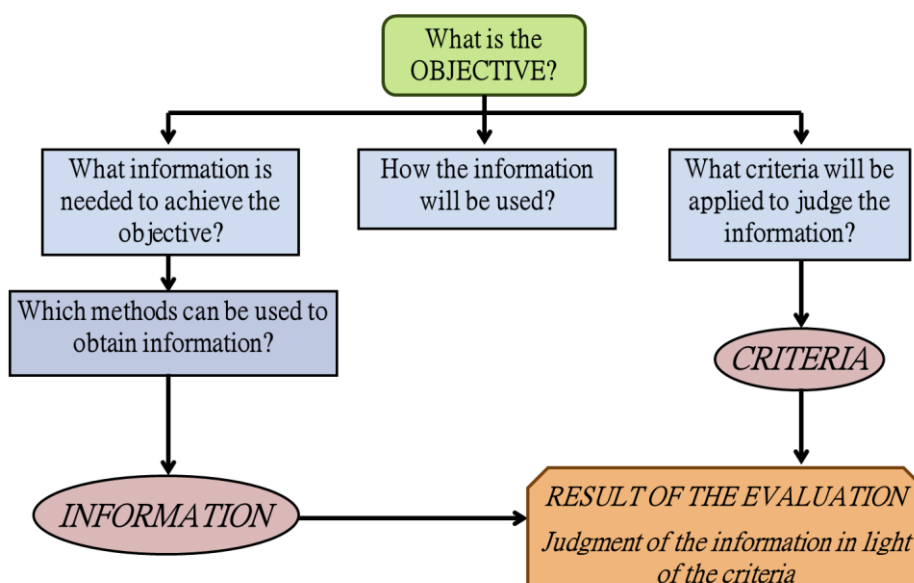 What is the
OBJECTIVE?
What information is
needed to achieve the
objective?
How the information
will be used?
What criteria will be
applied to judge the
information?
Which methods can be used to
obtain information?
CRITERIA
INFORMATION
RESULT OF THE EVALUATION
Judgment of the information in light
of the criteria